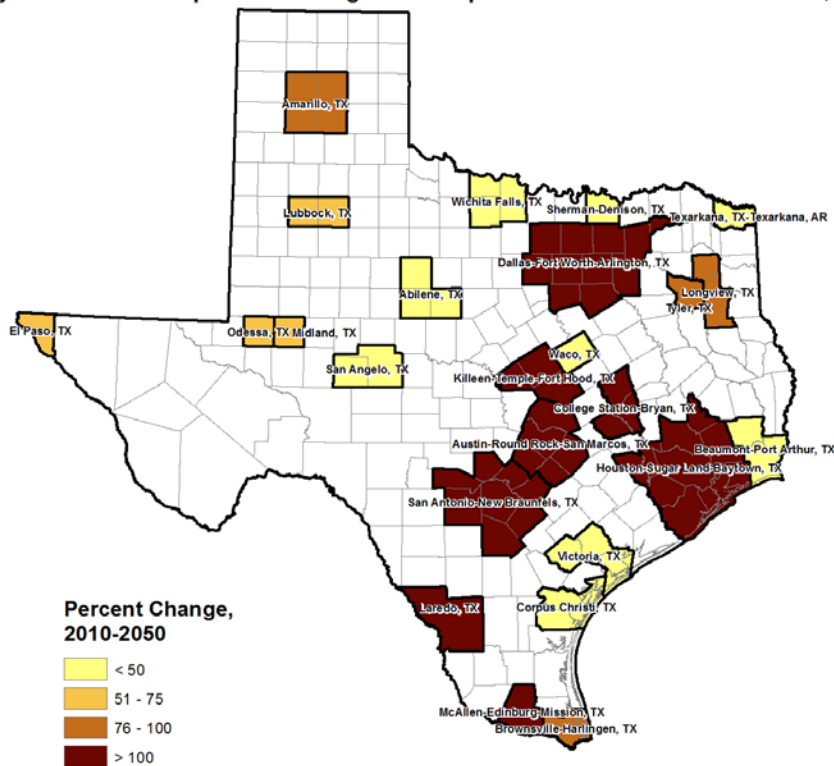 Amarillo, TX
Lubbock, TX
Wichita Falls, TX
Sherman-Denison, TX
Texarkana, TX-Texarkana, AR
Dallas-Fort Worth-Arlington, TX
Abilene, TX
Longview, TX
Tyler, TX
El Paso, TX
Odessa, TX
Midland, TX
Waco, TX
San Angelo, TX
Killeen-Temple-Fort Hood, TX
College Station-Bryan, TX
Austin-Round Rock-San Marcos, TX
Beaumont-Port Arthur, TX
Houston-Sugar Land-Baytown, TX
San Antonio-New Braunfels, TX
Victoria, TX
Laredo, TX
Corpus Christi, TX
McAllen-Edinburg-Mission, TX
Brownsville-Harlingen, TX
Percent Change,
2010-2050
< 50
51 - 75
76 - 100
> 100